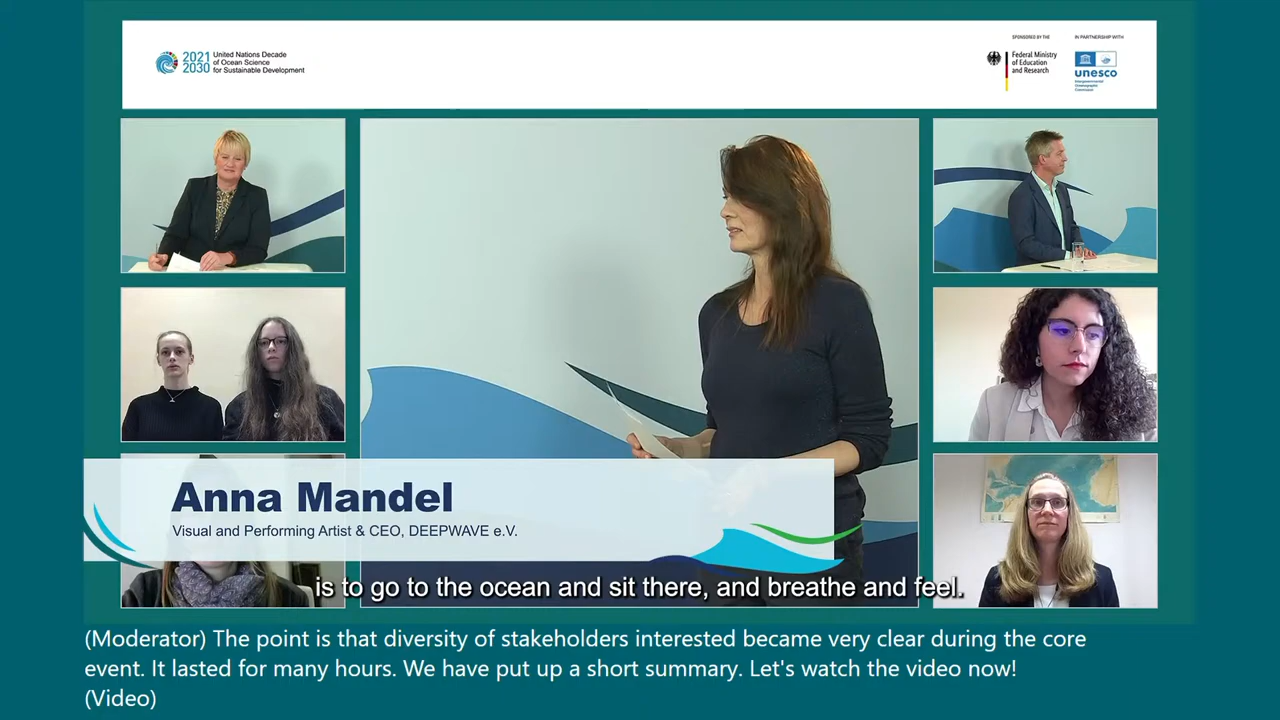 2021
2030
United Nations Decade
of Ocean Science
for Sustainable Development
SPONSORED BY THE
Federal Ministry
of Education
and Research
IN PARTNERSHIP WITH
unesco
Intergovernmental
Oceanographic
Commission
Anna Mandel
Visual and Performing Artist & CEO, DEEPWAVE e.V.
is to go to the ocean and sit there, and breathe and feel.
(Moderator) The point is that diversity of stakeholders interested became very clear during the core
event. It lasted for many hours. We have put up a short summary. Let's watch the video now!
(Video)